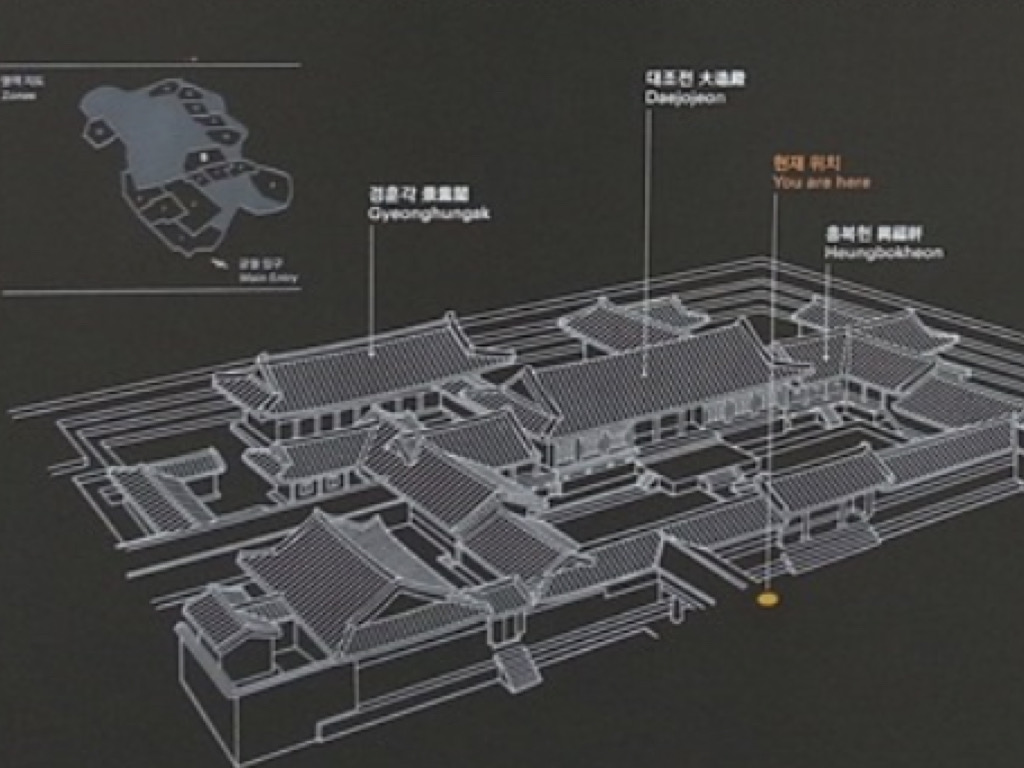 영역 지도
Zones
궁궐 입구
Main Entry
경훈각 景薰閣
Gyeonghungak
대조전 大造殿
Daejojeon
현재 위치
You are here
흥복헌 興福軒
Heungbokheon